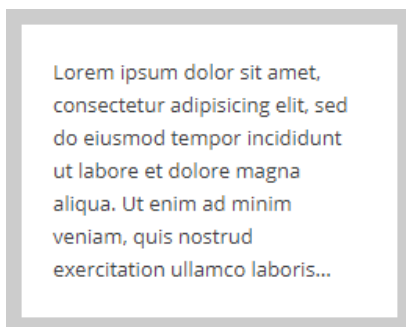 Lorem ipsum dolor sit amet,
consectetur adipisicing elit, sed
do eiusmod tempor incididunt
ut labore et dolore magna
aliqua. Ut enim ad minim
veniam, quis nostrud
exercitation ullamco laboris...